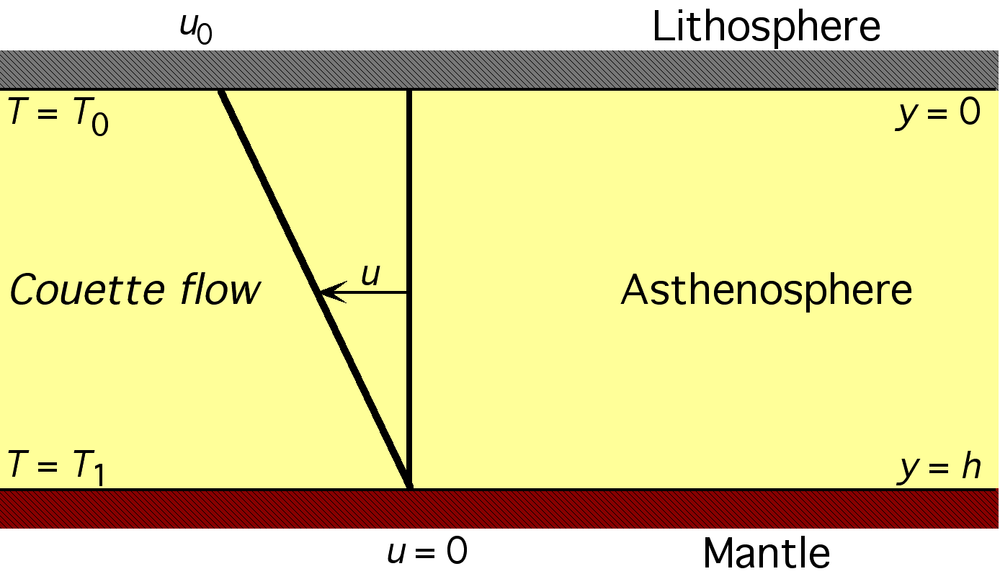 u₀
Lithosphere
T = T₀
y = 0
u
Couette flow
Asthenosphere
T = T₁
y = h
u = 0
Mantle